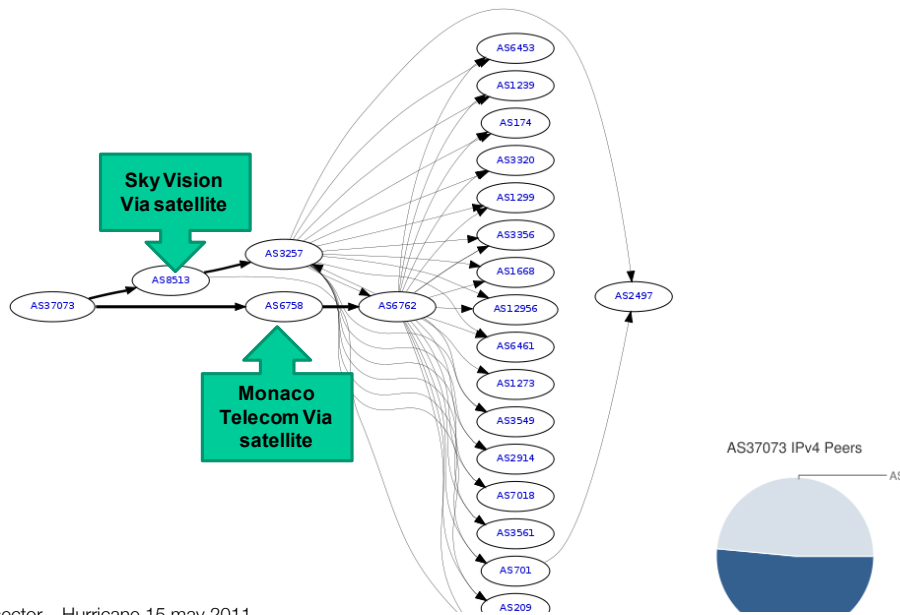 AS6453
AS1239
AS174
AS3320
AS1299
AS3356
AS1668
AS12956
AS6461
AS1273
AS3549
AS2914
AS7018
AS3561
AS701
AS209
Sky Vision
Via satellite
AS3257
AS8513
AS37073
AS6758
AS6762
AS2497
Monaco
Telecom Via
satellite
AS37073 IPv4 Peers
AS
Hurricane 15 may 2011